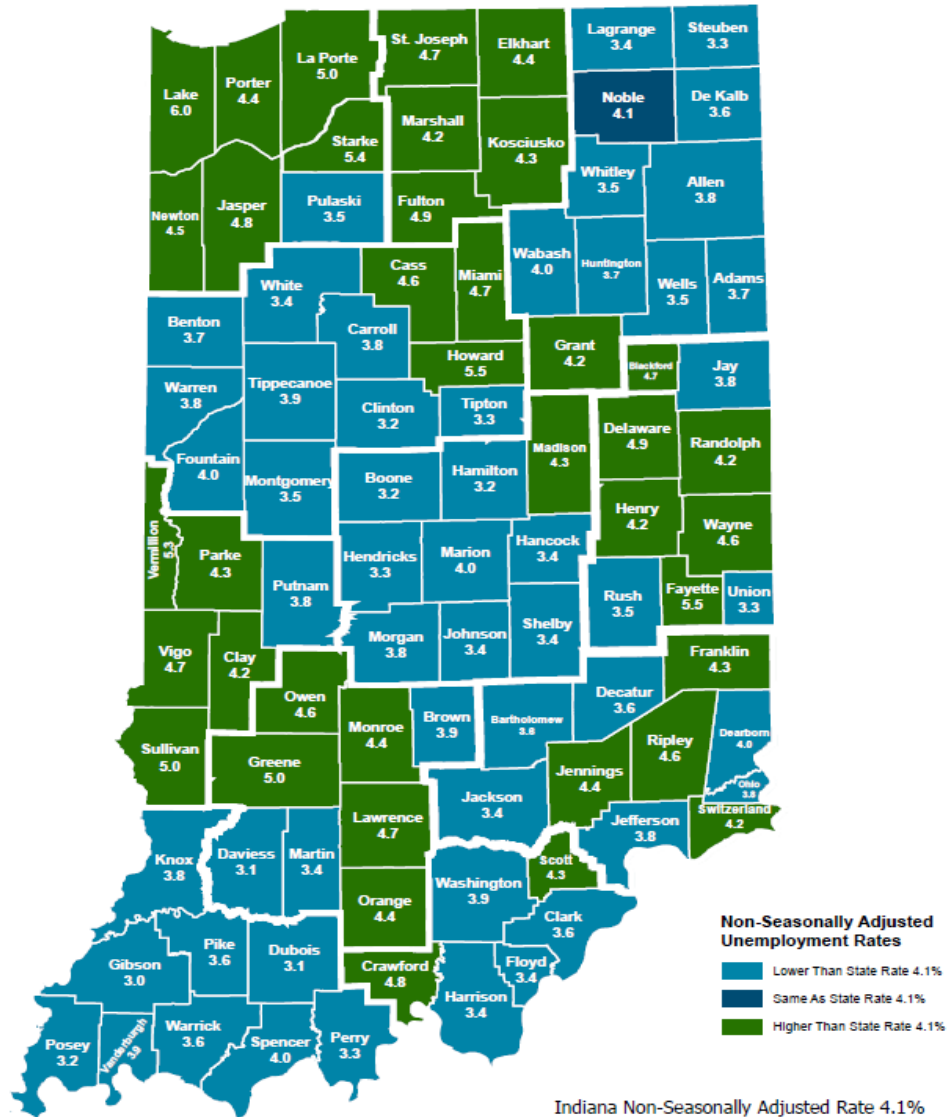 Lagrange
3.4
Steuben
3.3
St. Joseph
4.7
Elkhart
4.4
La Porte
5.0
Porter
4.4
Lake
6.0
Noble
4.1
De Kalb
3.6
Marshall
4.2
Kosciusko
4.3
Starke
5.4
Whitley
3.5
Allen
3.8
Pulaski
3.5
Fulton
4.9
Jasper
4.8
Newton
4.5
Wabash
4.0
Huntington
3.7
Wells
3.5
Adams
3.7
White
3.4
Cass
4.6
Miami
4.7
Benton
3.7
Carroll
3.8
Grant
4.2
Howard
5.5
Blackford
4.7
Jay
3.8
Warren
3.8
Tippecanoe
3.9
Clinton
3.2
Tipton
3.3
Delaware
4.9
Randolph
4.2
Madison
4.3
Fountain
4.0
Montgomery
3.5
Boone
3.2
Hamilton
3.2
Henry
4.2
Wayne
4.6
Vermillion
5.3
Parke
4.3
Putnam
3.8
Hendricks
3.3
Marion
4.0
Hancock
3.4
Rush
3.5
Fayette
5.5
Union
3.3
Morgan
3.8
Johnson
3.4
Shelby
3.4
Vigo
4.7
Clay
4.2
Franklin
4.3
Owen
4.6
Monroe
4.4
Brown
3.9
Bartholomew
3.8
Decatur
3.6
Ripley
4.6
Dearborn
4.0
Sullivan
5.0
Greene
5.0
Jennings
4.4
Ohio
3.8
Jackson
3.4
Switzerland
4.2
Lawrence
4.7
Jefferson
3.8
Knox
3.8
Daviess
3.1
Martin
3.4
Scott
4.3
Washington
3.9
Orange
4.4
Clark
3.6
Pike
3.6
Dubois
3.1
Gibson
3.0
Crawford
4.8
Floyd
3.4
Harrison
3.4
Posey
3.2
Vanderburgh
3.9
Warrick
3.6
Spencer
4.0
Perry
3.3
Non-Seasonally Adjusted
Unemployment Rates
Lower Than State Rate 4.1%
Same As State Rate 4.1%
Higher Than State Rate 4.1%
Indiana Non-Seasonally Adjusted Rate 4.1%